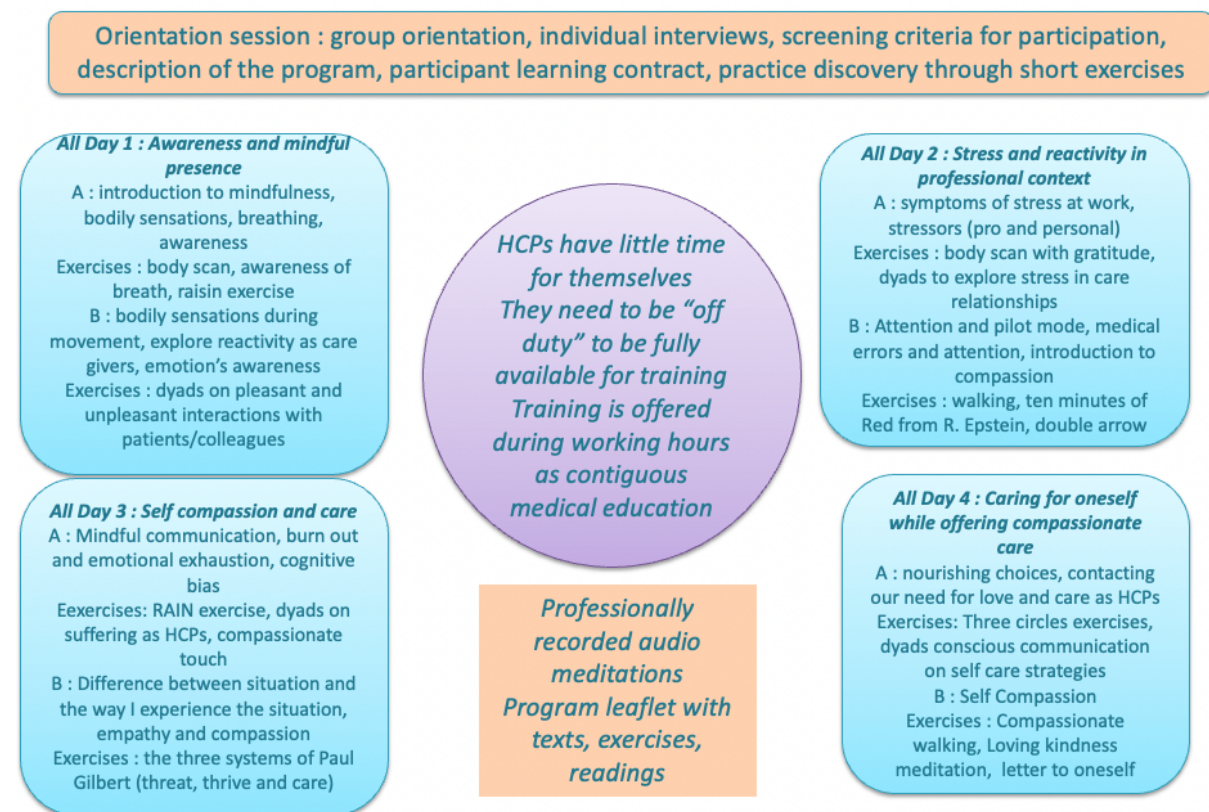 Orientation session : group orientation, individual interviews, screening criteria for participation,
description of the program, participant learning contract, practice discovery through short exercises
All Day 1 : Awareness and mindful
presence
A : introduction to mindfulness,
bodily sensations, breathing,
awareness
Exercises : body scan, awareness of
breath, raisin exercise
B : bodily sensations during
movement, explore reactivity as care
givers, emotion’s awareness
Exercises : dyads on pleasant and
unpleasant interactions with
patients/colleagues
All Day 2 : Stress and reactivity in
professional context
A : symptoms of stress at work,
stressors (pro and personal)
Exercises : body scan with gratitude,
dyads to explore stress in care
relationships
B : Attention and pilot mode, medical
errors and attention, introduction to
compassion
Exercises : walking, ten minutes of
Red from R. Epstein, double arrow
HCPs have little time
for themselves
They need to be “off
duty” to be fully
available for training
Training is offered
during working hours
as contiguous
medical education
All Day 3 : Self compassion and care
A : Mindful communication, burn out
and emotional exhaustion, cognitive
bias
Eexercises: RAIN exercise, dyads on
suffering as HCPs, compassionate
touch
B : Difference between situation and
the way I experience the situation,
empathy and compassion
Exercises : the three systems of Paul
Gilbert (threat, thrive and care)
All Day 4 : Caring for oneself
while offering compassionate
care
A : nourishing choices, contacting
our need for love and care as HCPs
Exercises: Three circles exercises,
dyads conscious communication
on self care strategies
B : Self Compassion
Exercises : Compassionate
walking, Loving kindness
meditation,  letter to oneself
Professionally
recorded audio
meditations
Program leaflet with
texts, exercises,
readings